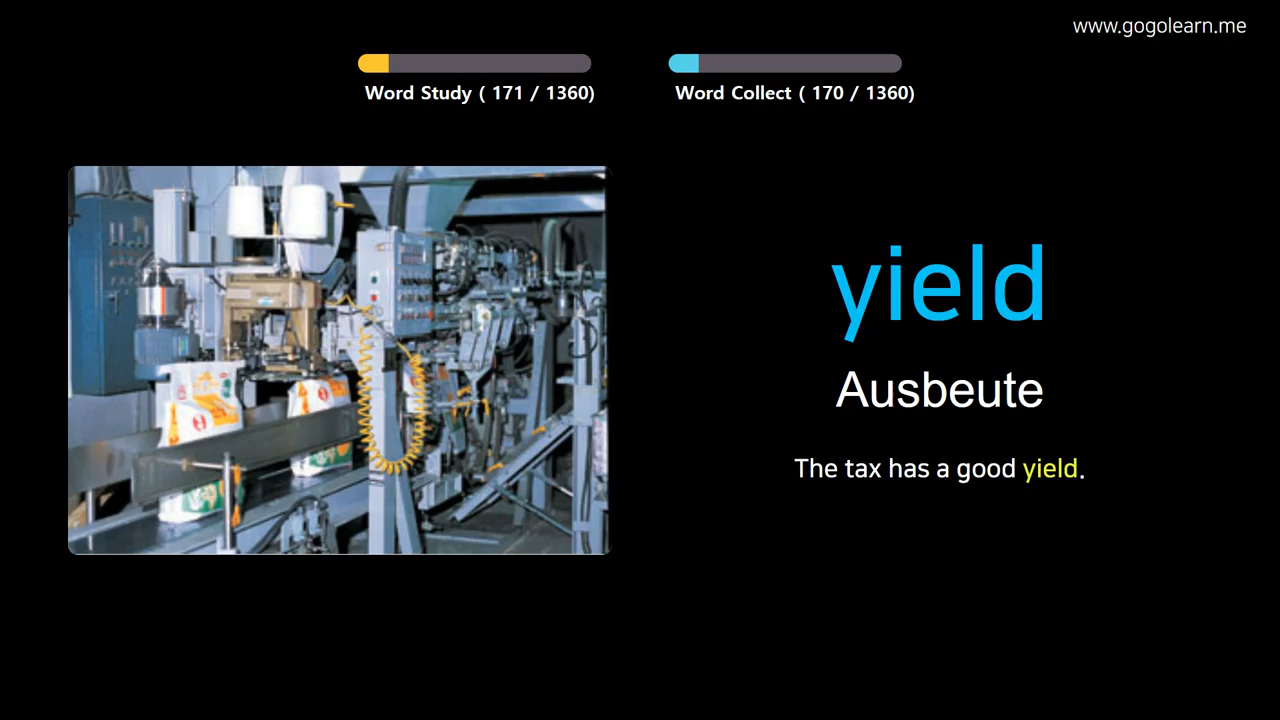 www.gogolearn.me
Word Study ( 171 / 1360)
Word Collect ( 170 / 1360)
yield
Ausbeute
The tax has a good yield.